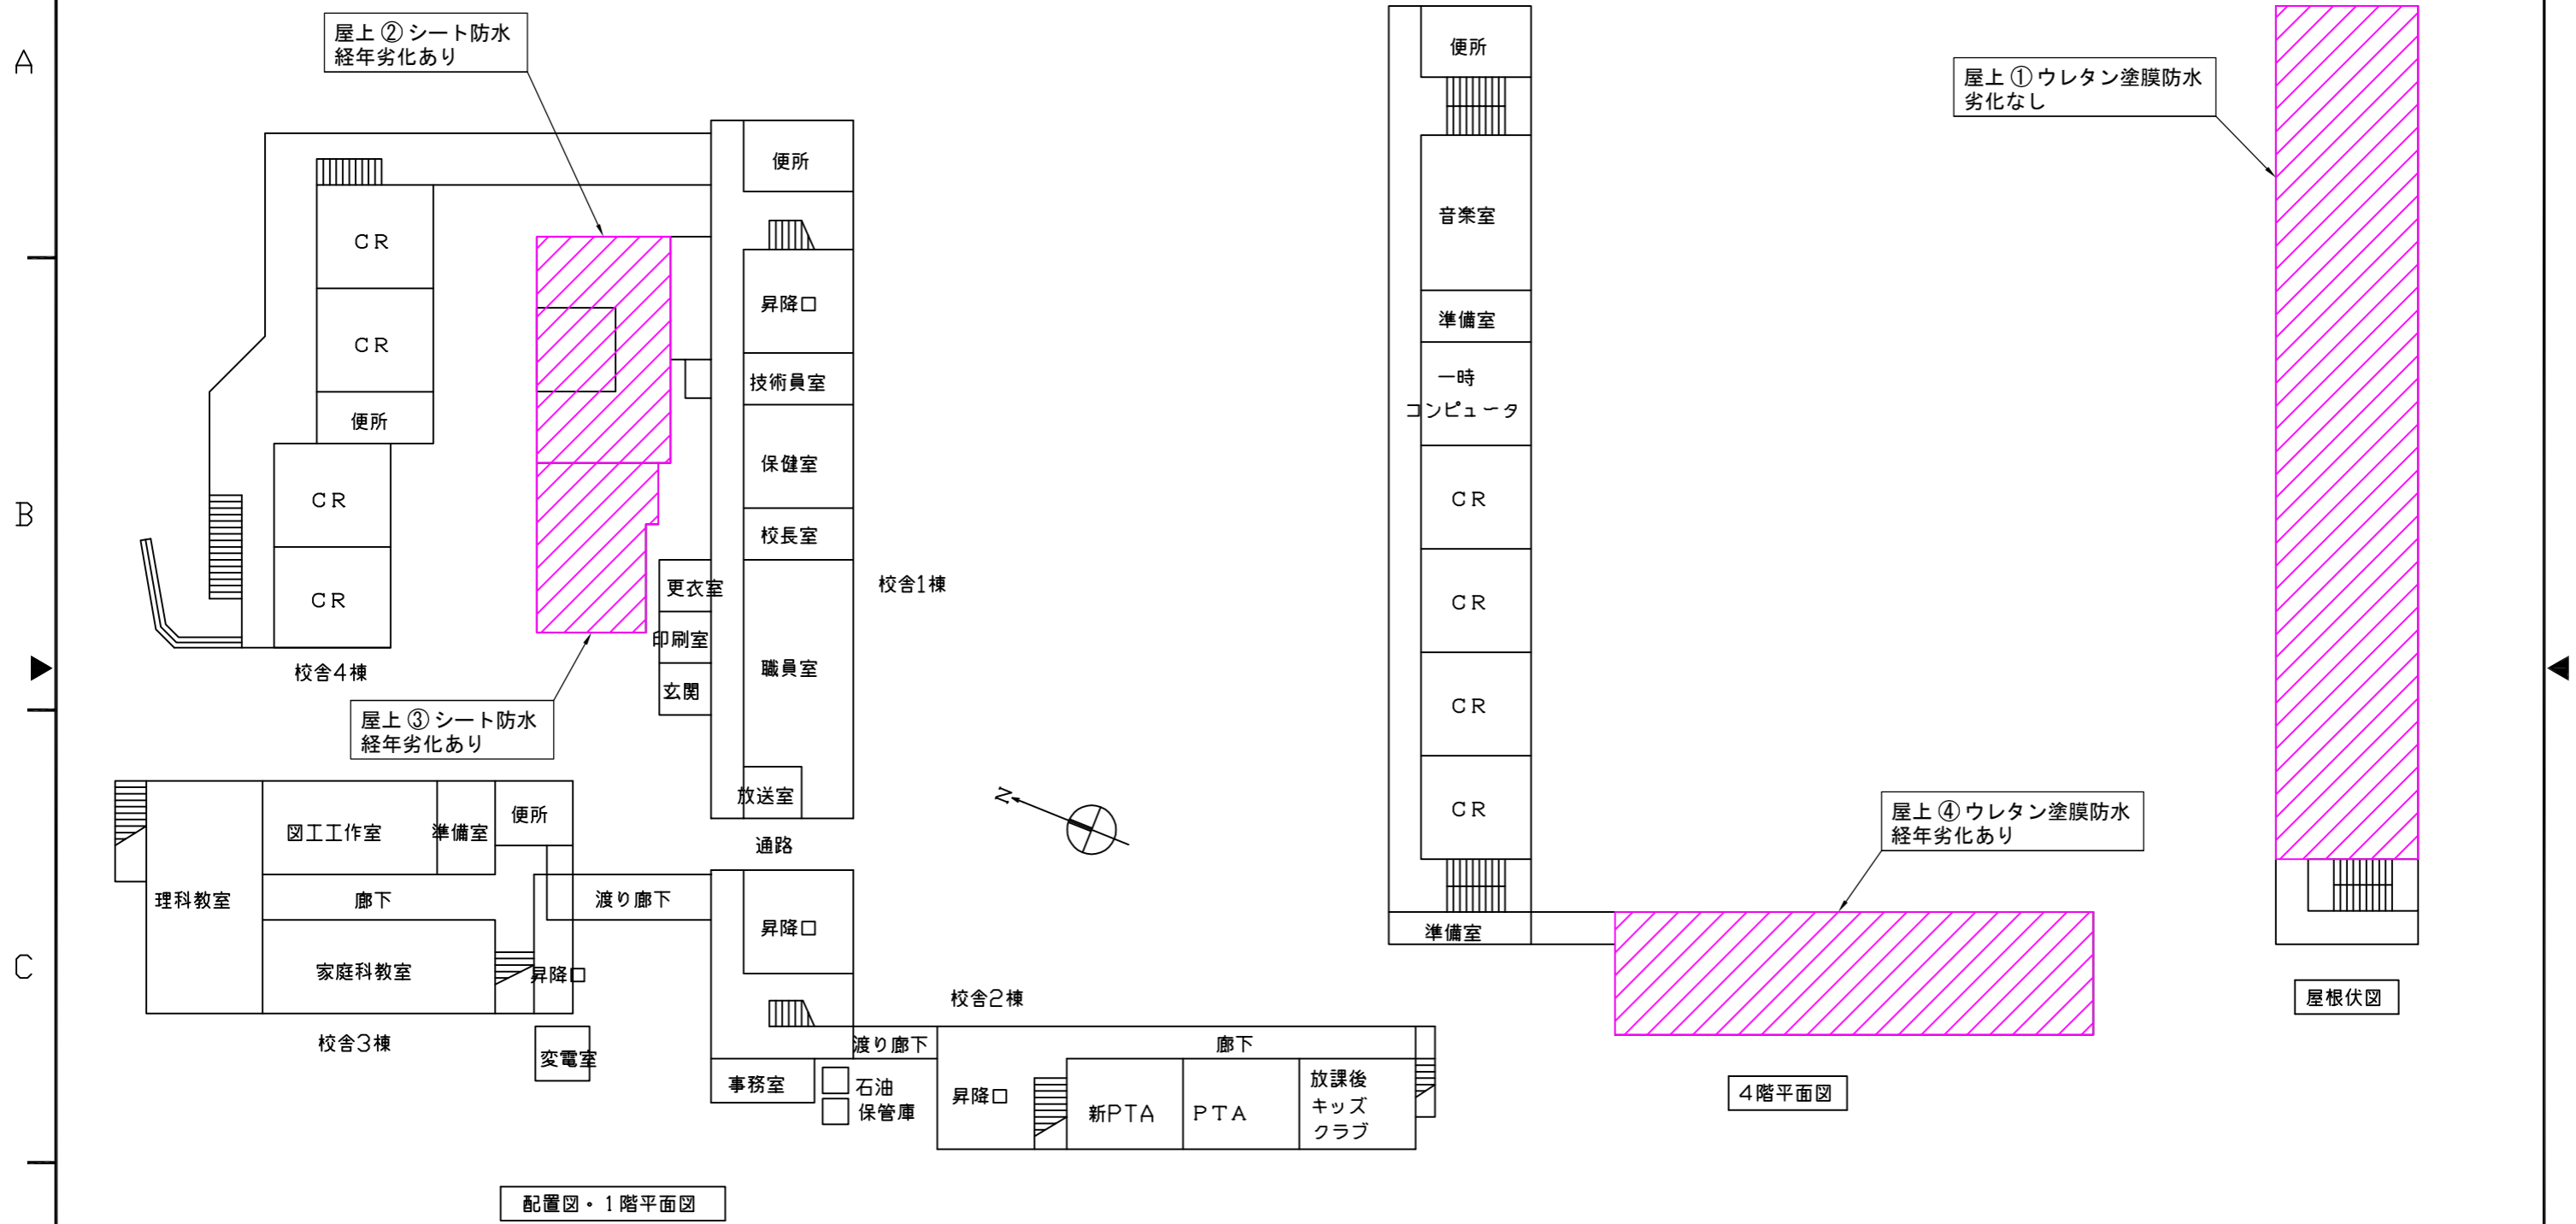 A
屋上 ② シート防水
経年劣化あり
便所
屋上 ① ウレタン塗膜防水
劣化なし
便所
CR
音楽室
昇降口
準備室
CR
技術員室
一時
コンピュータ
便所
保健室
CR
CR
B
校長室
CR
更衣室
校舎1棟
CR
印刷室
職員室
校舎4棟
玄関
CR
屋上 ③ シート防水
経年劣化あり
放送室
CR
N
屋上 ④ ウレタン塗膜防水
経年劣化あり
図工工作室
準備室
便所
通路
理科教室
廊下
渡り廊下
昇降口
準備室
C
家庭科教室
昇降口
校舎2棟
屋根伏図
校舎3棟
変電室
渡り廊下
廊下
事務室
石油
保管庫
昇降口
新PTA
PTA
放課後
キッズ
クラブ
4階平面図
配置図・1階平面図